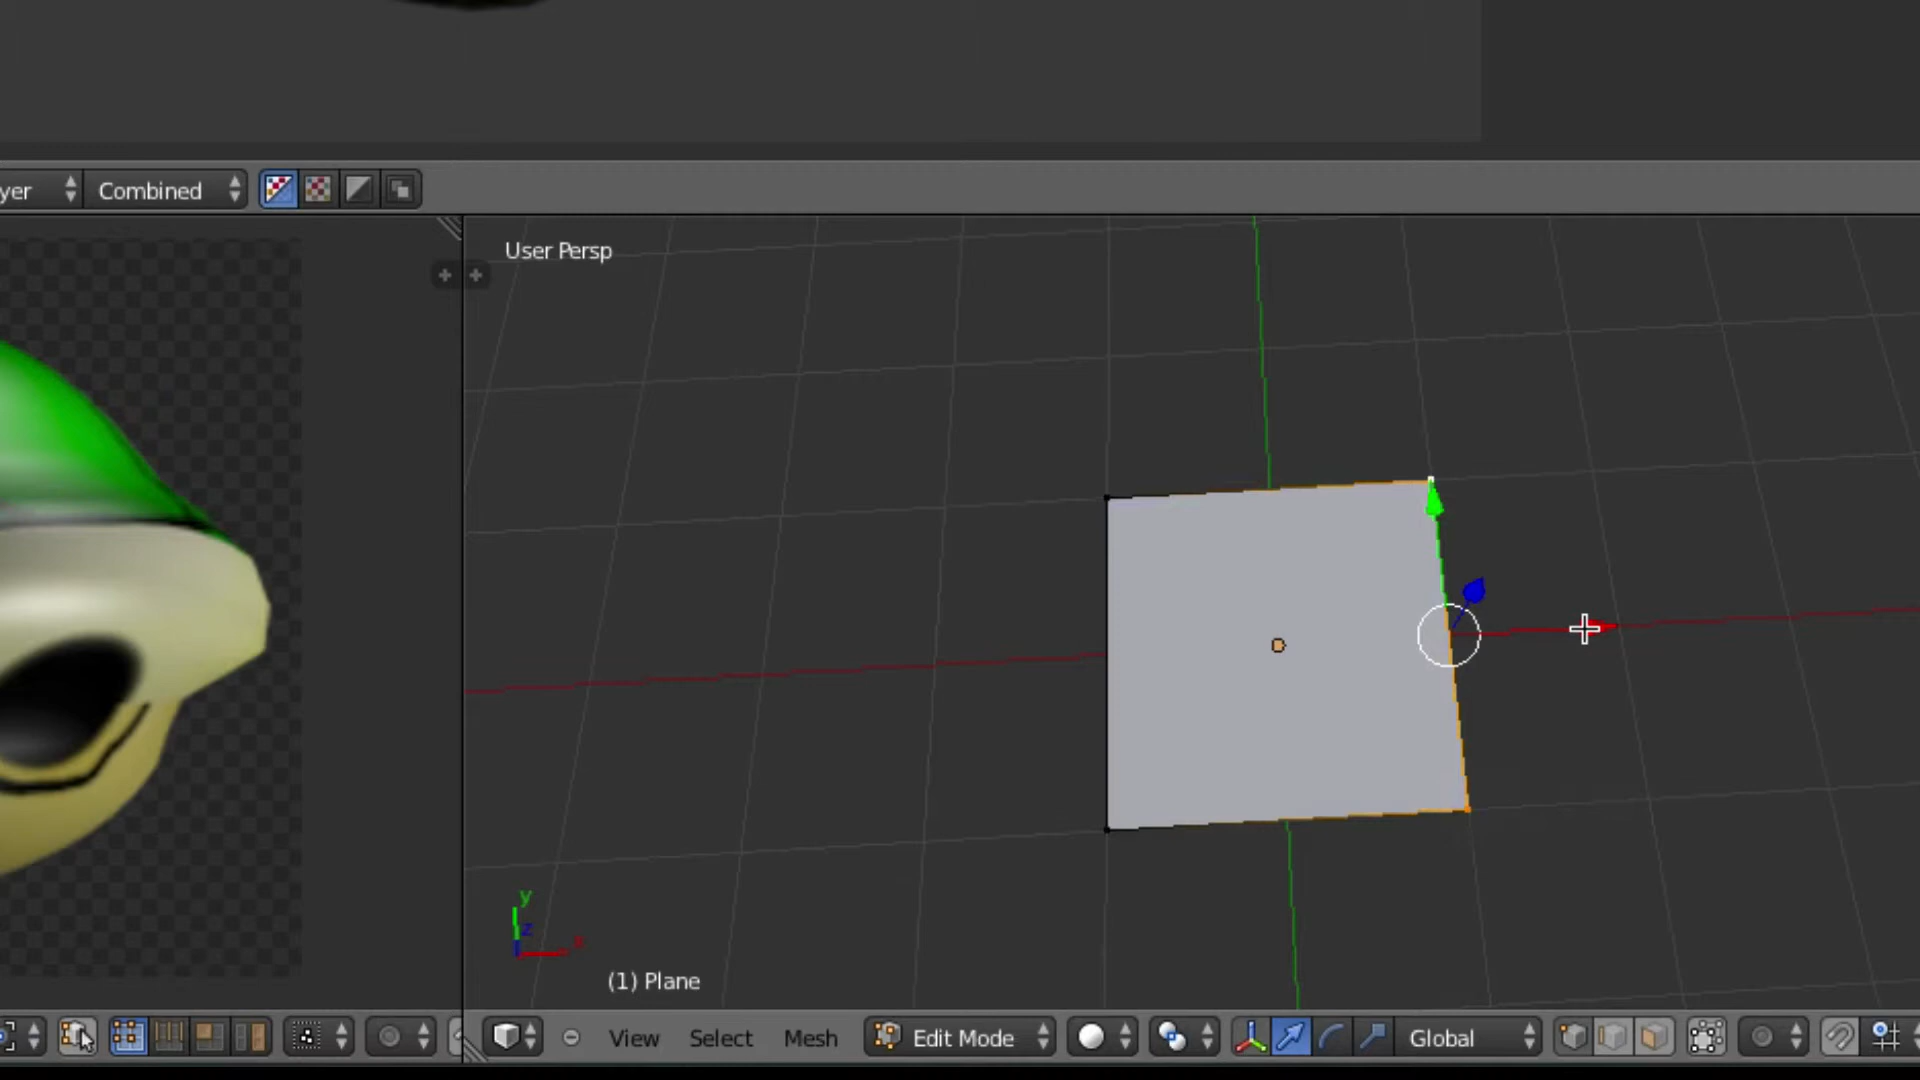 yer Combined
User Persp
y
z
x
(1) Plane
View Select Mesh Edit Mode Global